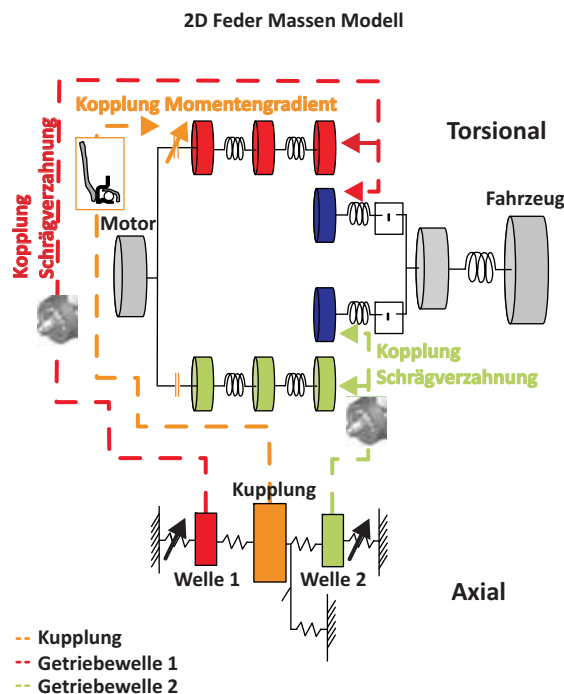 2D Feder Massen Modell
Kopplung Momentengradient
Torsional
Kopplung
Schrägverzahnung
Motor
Fahrzeug
Kopplung
Schrägverzahnung
Kupplung
Welle 1
Welle 2
Axial
Kupplung
Getriebewelle 1
Getriebewelle 2